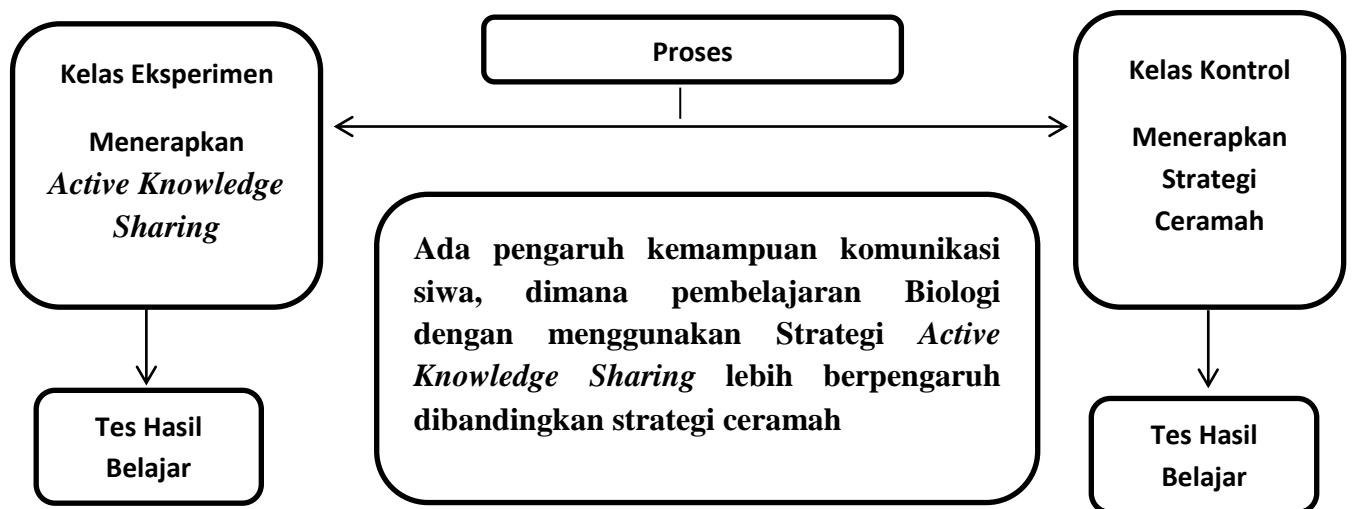 Proses
Kelas Eksperimen
Menerapkan
Active Knowledge
Sharing
Kelas Kontrol
Menerapkan
Strategi
Ceramah
Ada pengaruh kemampuan komunikasi
siwa, dimana pembelajaran Biologi
dengan menggunakan Strategi Active
Knowledge Sharing lebih berpengaruh
dibandingkan strategi ceramah
Tes Hasil
Belajar
Tes Hasil
Belajar